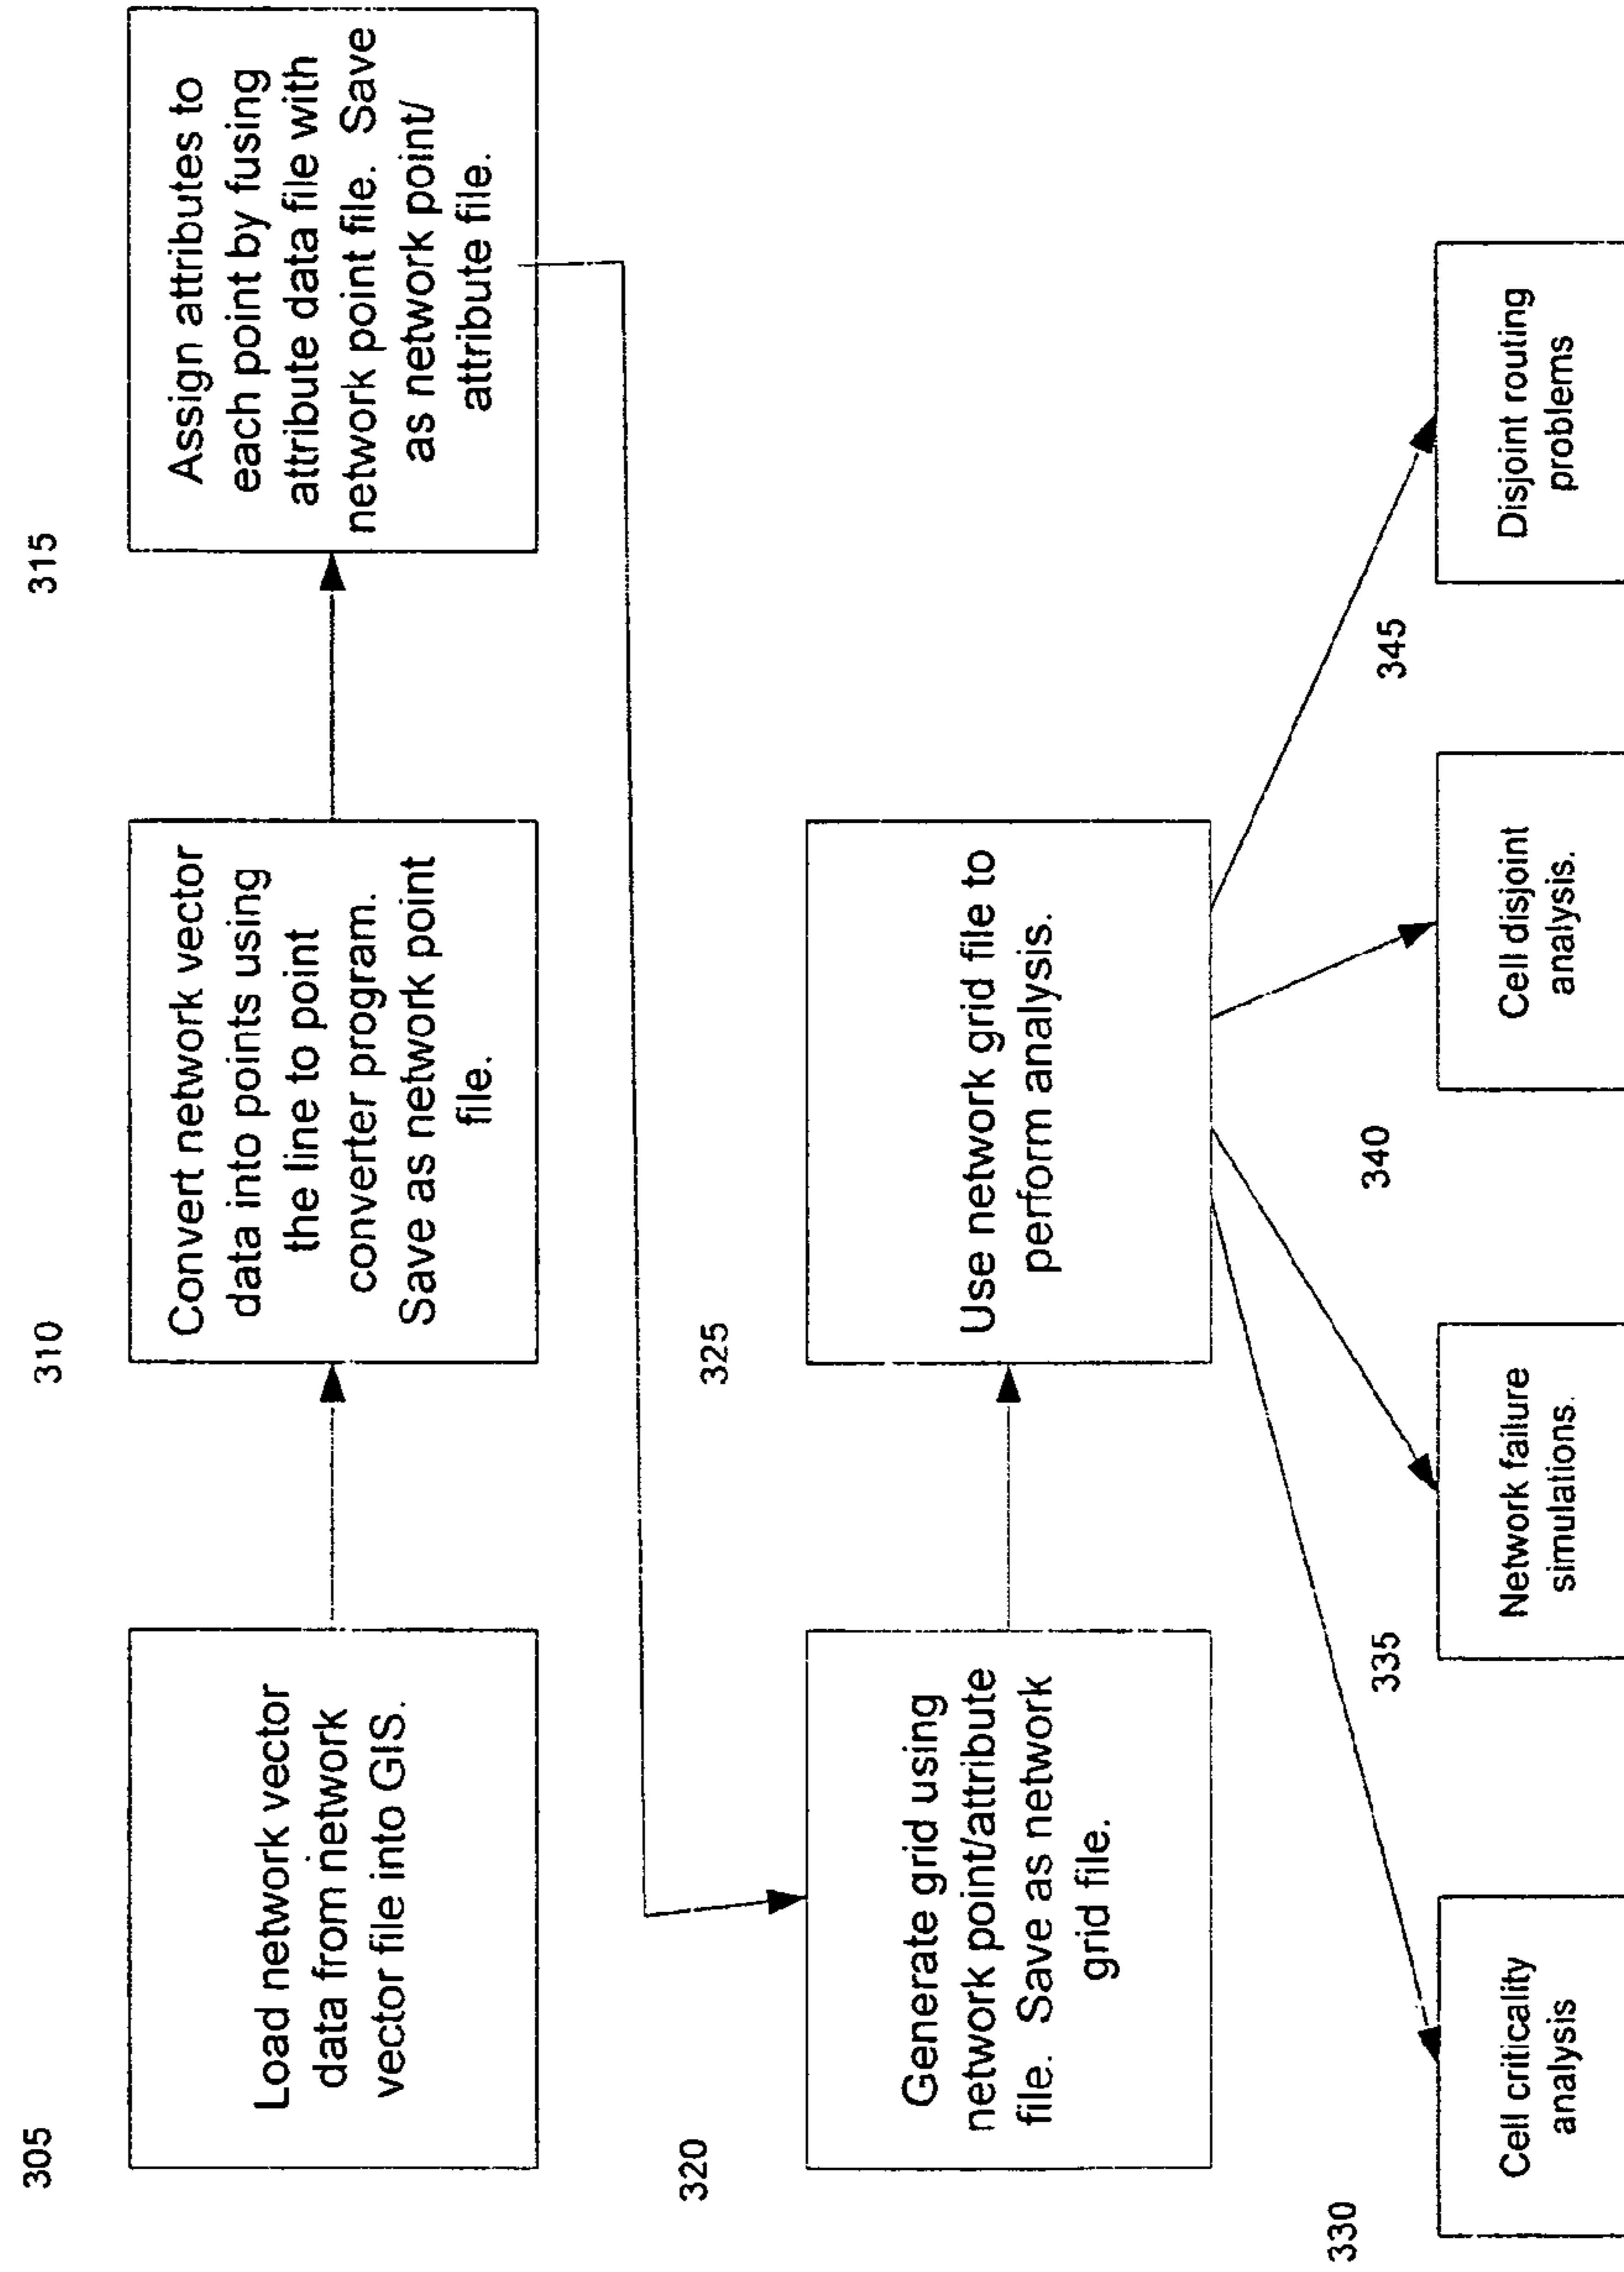 305
Load network vector
data from network
vector file into GIS.
310
Convert network vector
data into points using
the line to point
converter program.
Save as network point
file.
315
Assign attributes to
each point by fusing
attribute data file with
network point file. Save
as network point/
attribute file.
320
Generate grid using
network point/attribute
file. Save as network
grid file.
325
Use network grid file to
perform analysis.
330
Cell criticality
analysis
335
Network failure
simulations.
340
Cell disjoint
analysis.
345
Disjoint routing
problems